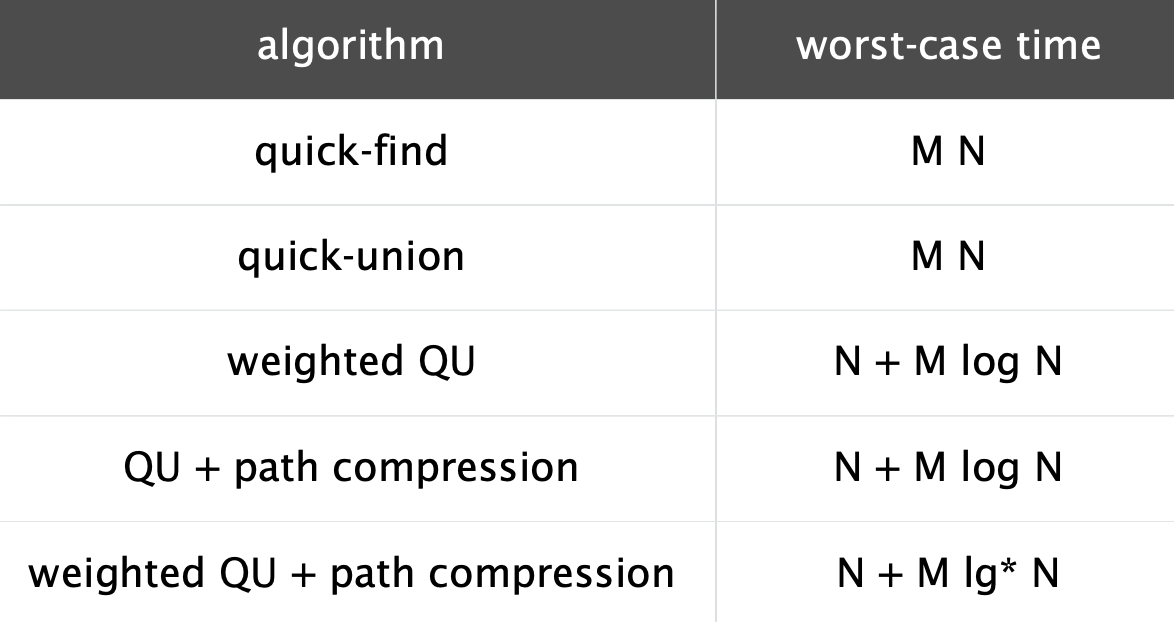 algorithm worst-case time
quick-find M N
quick-union M N
weighted QU N + M log N
QU + path compression N + M log N
weighted QU + path compression N + M lg* N